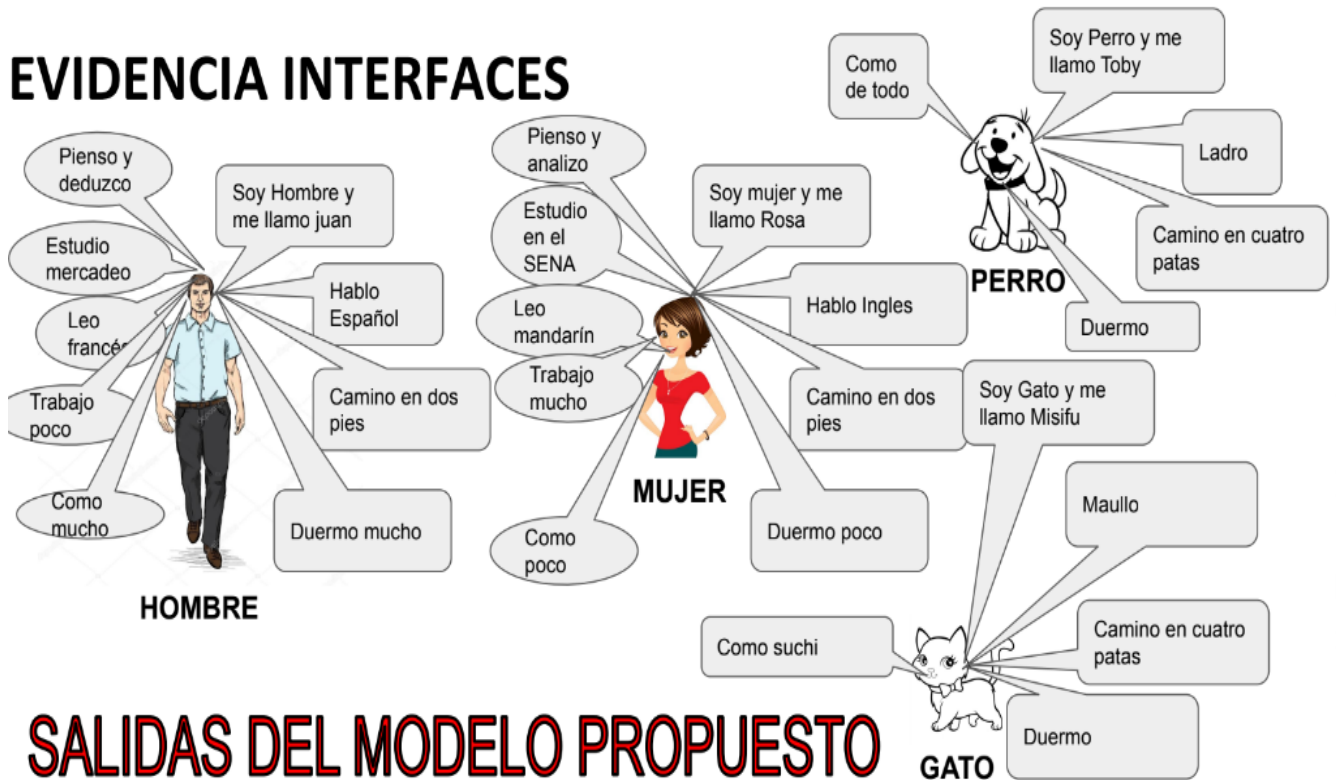 EVIDENCIA INTERFACES
Pienso y
deduzco
Soy Hombre y
me llamo juan
Estudio
mercadeo
Hablo
Español
Leo
francés
Trabajo
poco
Camino en dos
pies
Como
mucho
Duermo mucho
HOMBRE
Pienso y
analizo
Soy mujer y me
llamo Rosa
Estudio
en el
SENA
Hablo Ingles
Leo
mandarín
Trabajo
mucho
Camino en dos
pies
Como
poco
Duermo poco
MUJER
Como
de todo
Soy Perro y me
llamo Toby
Ladro
Camino en cuatro
patas
Duermo
PERRO
Soy Gato y me
llamo Misifu
Maullo
Como suchi
Camino en cuatro
patas
Duermo
GATO
SALIDAS DEL MODELO PROPUESTO